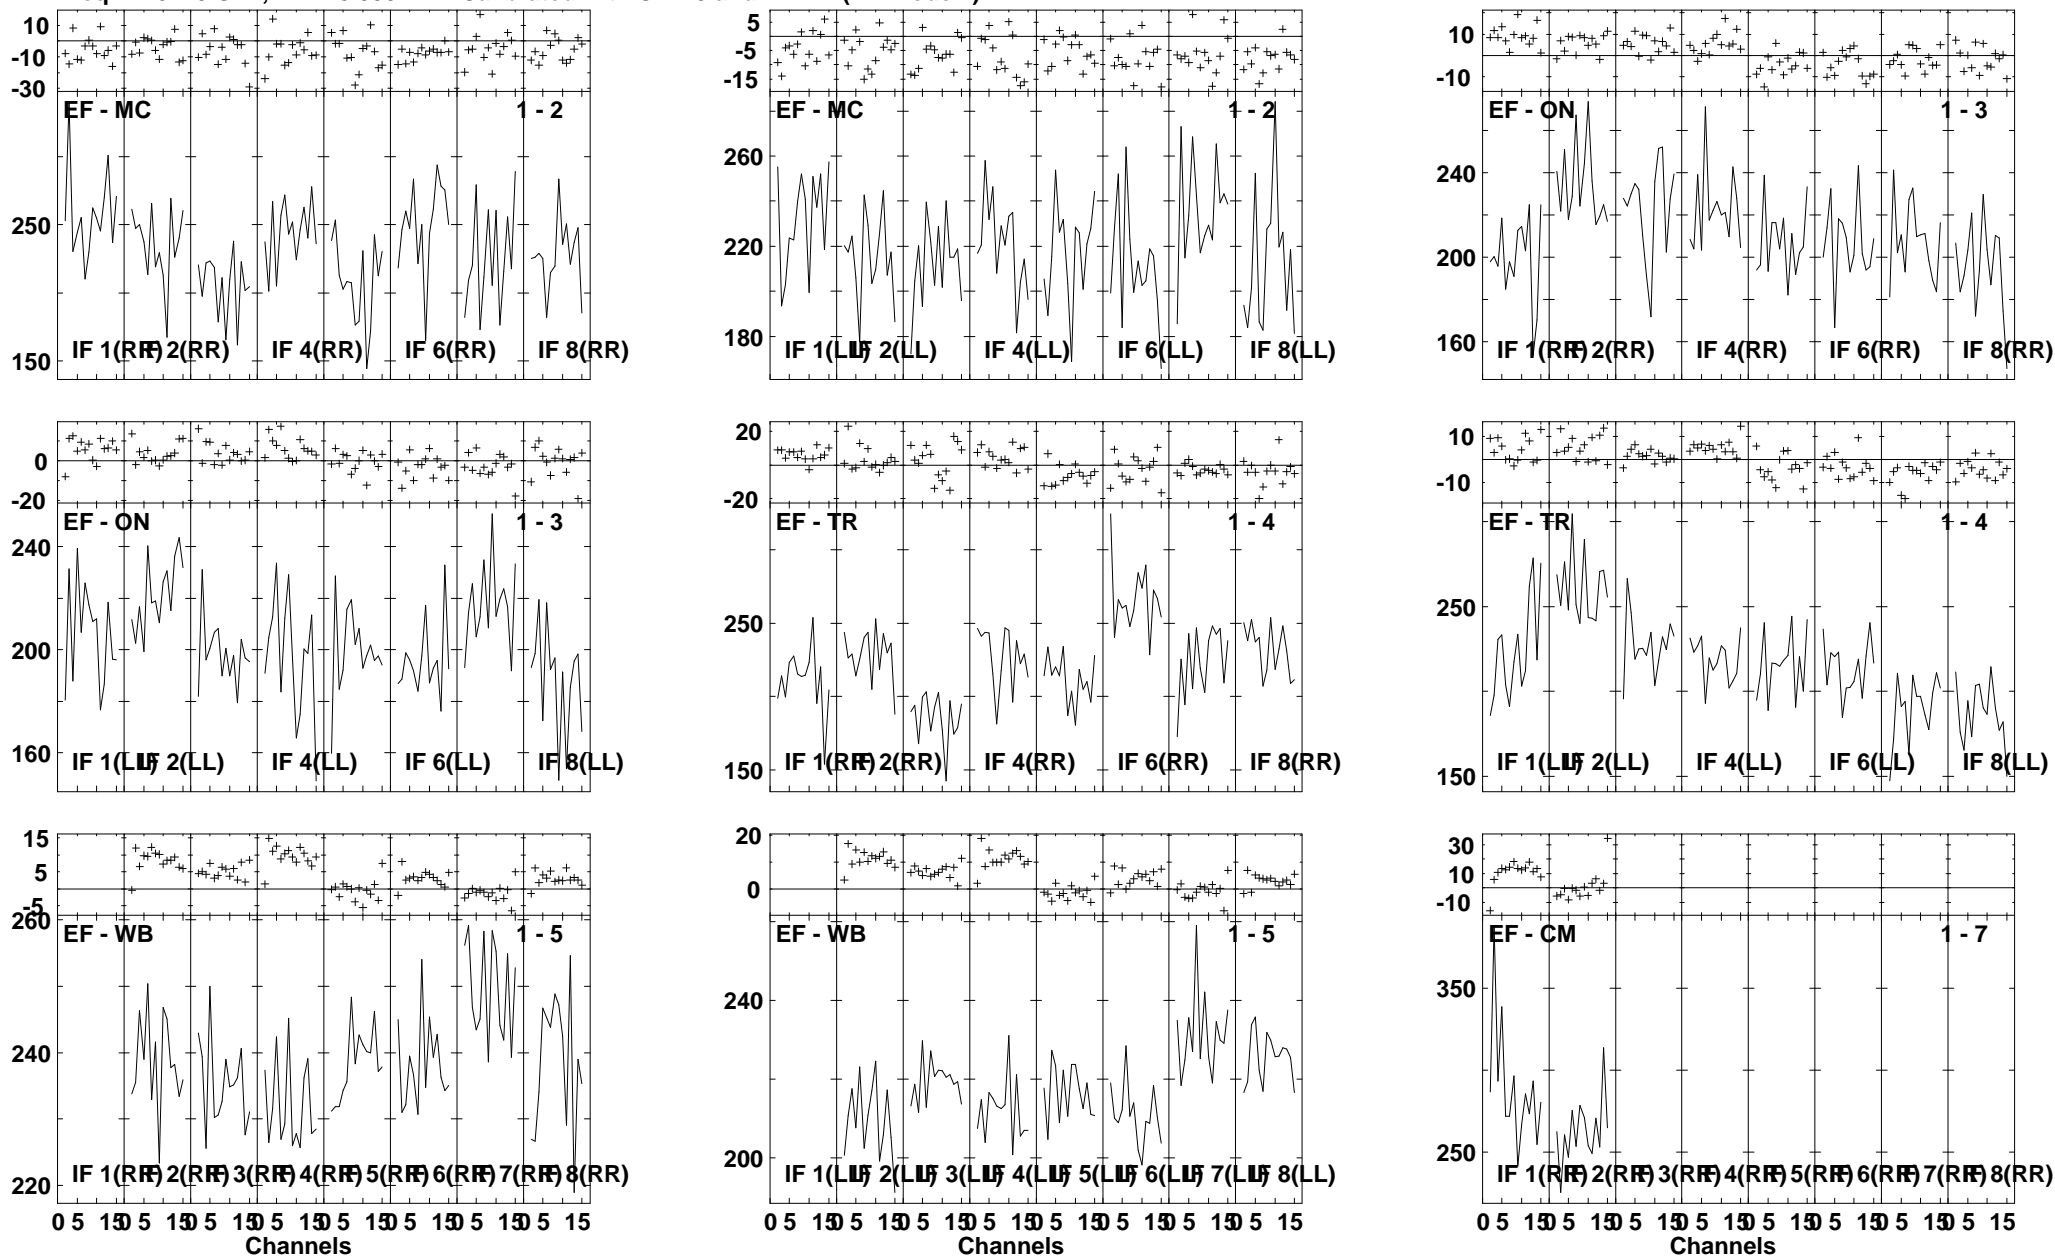 10
-10
-30
EF - MC 1 - 2
250
150
IF 1(RR) IF 2(RR) IF 4(RR) IF 6(RR) IF 8(RR)
5
-5
-15
EF - MC 1 - 2
260
220
180
IF 1(LL) IF 2(LL) IF 4(LL) IF 6(LL) IF 8(LL)
10
-10
EF - ON 1 - 3
240
200
160
IF 1(RR) IF 2(RR) IF 4(RR) IF 6(RR) IF 8(RR)
0
-20
EF - ON 1 - 3
240
200
160
IF 1(LL) IF 2(LL) IF 4(LL) IF 6(LL) IF 8(LL)
20
0
-20
EF - TR 1 - 4
250
150
IF 1(RR) IF 2(RR) IF 4(RR) IF 6(RR) IF 8(RR)
10
-10
EF - TR 1 - 4
250
150
IF 1(LL) IF 2(LL) IF 4(LL) IF 6(LL) IF 8(LL)
15
5
-5
EF - WB 1 - 5
260
240
220
IF 1(RR) IF 2(RR) IF 3(RR) IF 4(RR) IF 5(RR) IF 6(RR) IF 7(RR) IF 8(RR)
0 5 15 0 5 15 0 5 15 0 5 15 0 5 15 0 5 15 0 5 15 0 5 15
Channels
20
0
EF - WB 1 - 5
240
200
IF 1(LL) IF 2(LL) IF 3(LL) IF 4(LL) IF 5(LL) IF 6(LL) IF 7(LL) IF 8(LL)
0 5 15 0 5 15 0 5 15 0 5 15 0 5 15 0 5 15 0 5 15 0 5 15
Channels
30
10
-10
EF - CM 1 - 7
350
250
IF 1(RR) IF 2(RR) IF 3(RR) IF 4(RR) IF 5(RR) IF 6(RR) IF 7(RR) IF 8(RR)
0 5 15 0 5 15 0 5 15 0 5 15 0 5 15 0 5 15 0 5 15 0 5 15
Channels